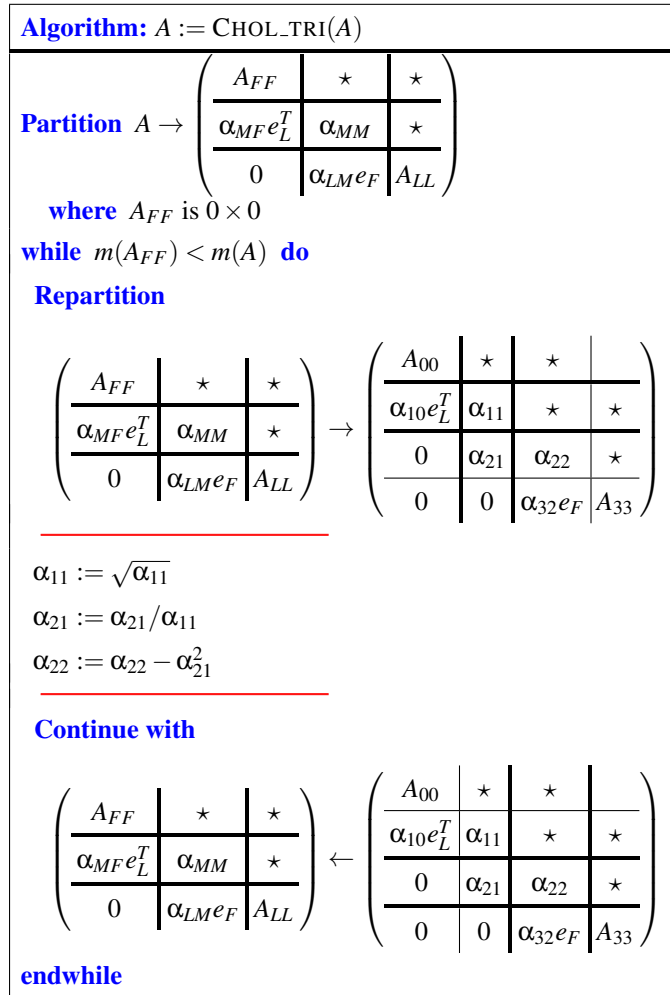 Algorithm: A := CHOL_TRI(A)
Partition A → ( A_FF ⋆ ⋆
α_MF e_L^T α_MM ⋆
0 α_LM e_F A_LL )
where A_FF is 0 × 0
while m(A_FF) < m(A) do
Repartition
( A_FF ⋆ ⋆ → ( A_00 ⋆ ⋆
α_MF e_L^T α_MM ⋆ α_10 e_L^T α_11 ⋆ ⋆
0 α_LM e_F A_LL ) 0 α_21 α_22 ⋆
0 0 α_32 e_F A_33 )
α_11 := √α_11
α_21 := α_21/α_11
α_22 := α_22 − α_21^2
Continue with
( A_FF ⋆ ⋆ ← ( A_00 ⋆ ⋆
α_MF e_L^T α_MM ⋆ α_10 e_L^T α_11 ⋆ ⋆
0 α_LM e_F A_LL ) 0 α_21 α_22 ⋆
0 0 α_32 e_F A_33 )
endwhile